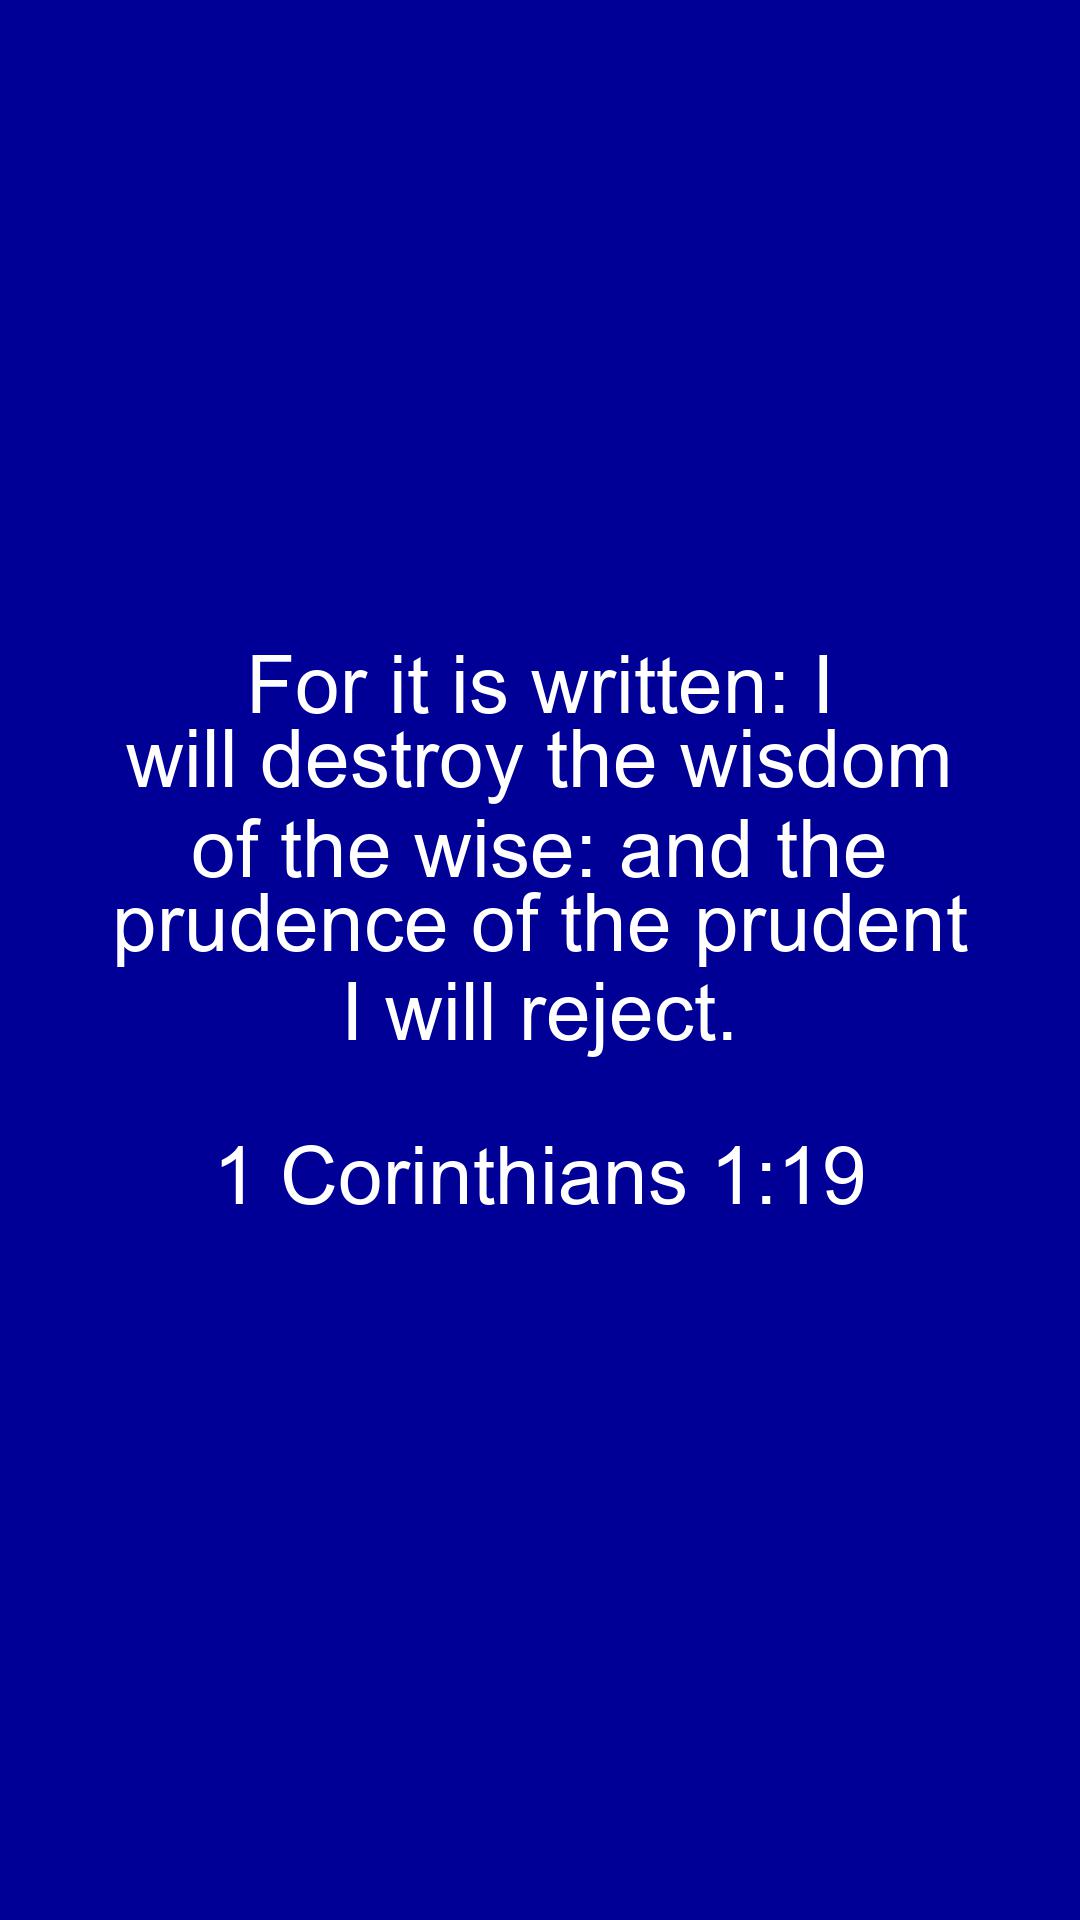 For it is written: I
will destroy the wisdom
of the wise: and the
prudence of the prudent
I will reject.
1 Corinthians 1:19